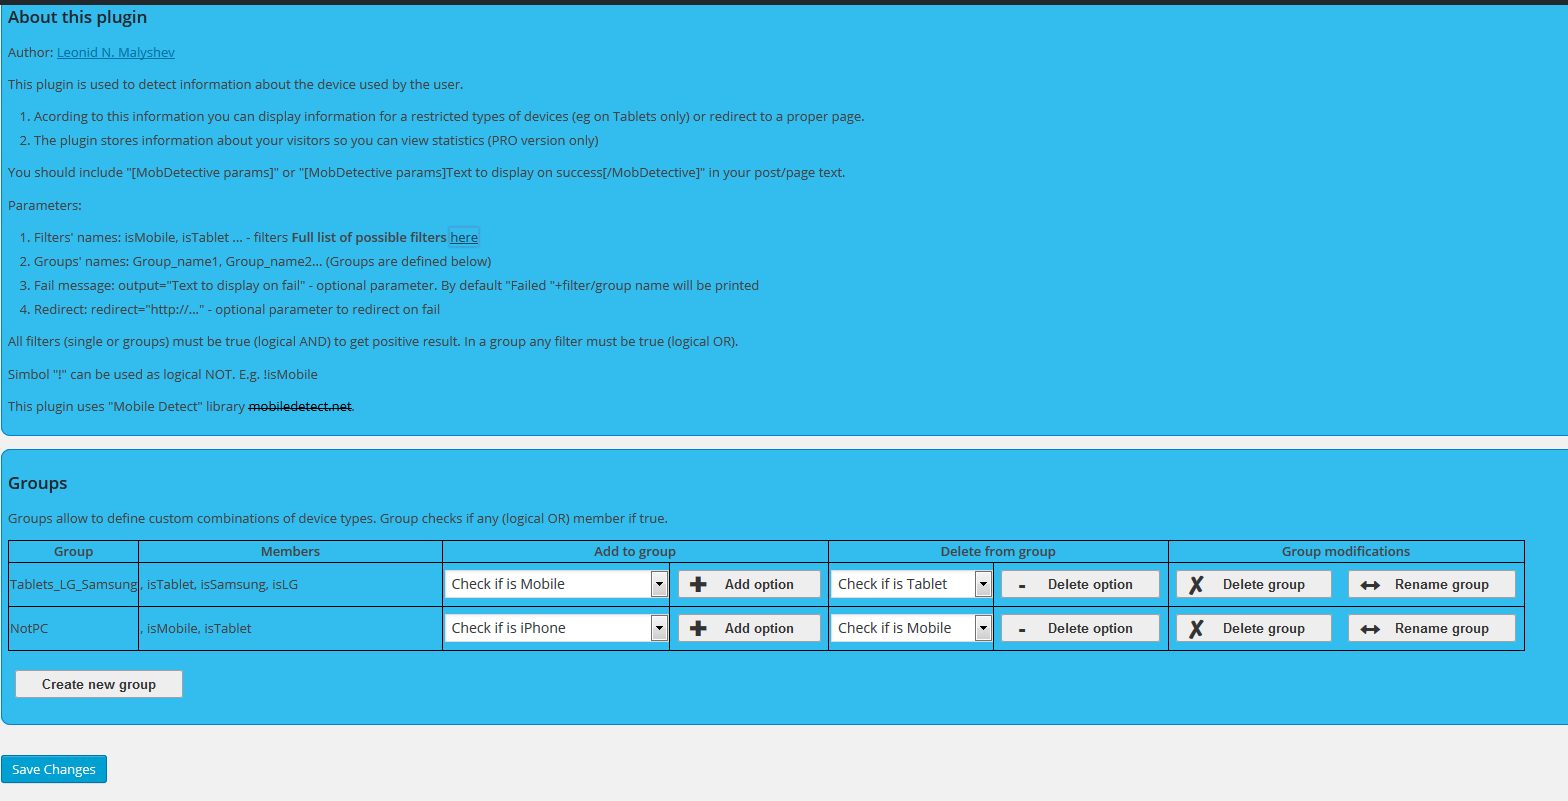 About this plugin
Author: Leonid N. Malyshev
This plugin is used to detect information about the device used by the user.
1. Acording to this information you can display information for a restricted types of devices (eg on Tablets only) or redirect to a proper page.
2. The plugin stores information about your visitors so you can view statistics (PRO version only)
You should include "[MobDetective params]" or "[MobDetective params]Text to display on success[/MobDetective]" in your post/page text.
Parameters:
1. Filters' names: isMobile, isTablet ... - filters Full list of possible filters here
2. Groups' names: Group_name1, Group_name2... (Groups are defined below)
3. Fail message: output="Text to display on fail" - optional parameter. By default "Failed "+filter/group name will be printed
4. Redirect: redirect="http://..." - optional parameter to redirect on fail
All filters (single or groups) must be true (logical AND) to get positive result. In a group any filter must be true (logical OR).
Simbol "!" can be used as logical NOT. E.g. !isMobile
This plugin uses "Mobile Detect" library mobiledetect.net.
Groups
Groups allow to define custom combinations of device types. Group checks if any (logical OR) member if true.
Group Members Add to group Delete from group Group modifications
Tablets_LG_Samsung , isTablet, isSamsung, isLG Check if is Mobile Add option Check if is Tablet - Delete option Delete group Rename group
NotPC , isMobile, isTablet Check if is iPhone Add option Check if is Mobile - Delete option Delete group Rename group
Create new group
Save Changes